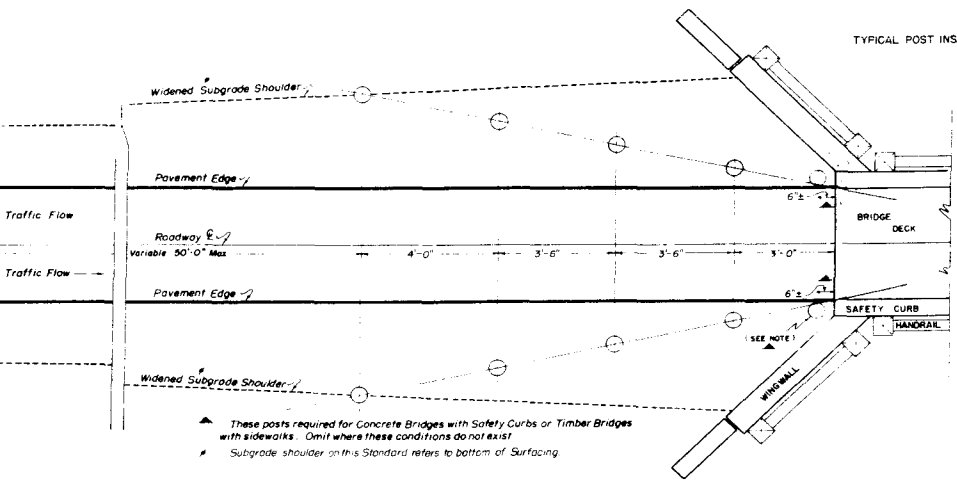 TYPICAL POST INS
Widened Subgrade Shoulder
Pavement Edge
6"±
Traffic Flow
BRIDGE
DECK
Roadway ℄
Variable 50'-0" Max
4'-0"
3'-6"
3'-6"
3'-0"
Traffic Flow
Pavement Edge
6"±
SAFETY CURB
HANDRAIL
(SEE NOTE)
Widened Subgrade Shoulder
WINGWALL
▲ These posts required for Concrete Bridges with Safety Curbs or Timber Bridges
with sidewalks. Omit where these conditions do not exist
Subgrade shoulder on this Standard refers to bottom of Surfacing.